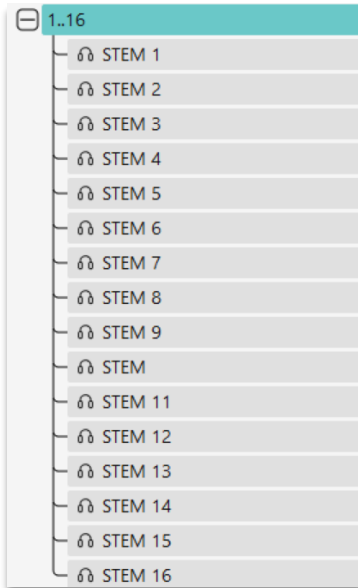 1..16
STEM 1
STEM 2
STEM 3
STEM 4
STEM 5
STEM 6
STEM 7
STEM 8
STEM 9
STEM
STEM 11
STEM 12
STEM 13
STEM 14
STEM 15
STEM 16